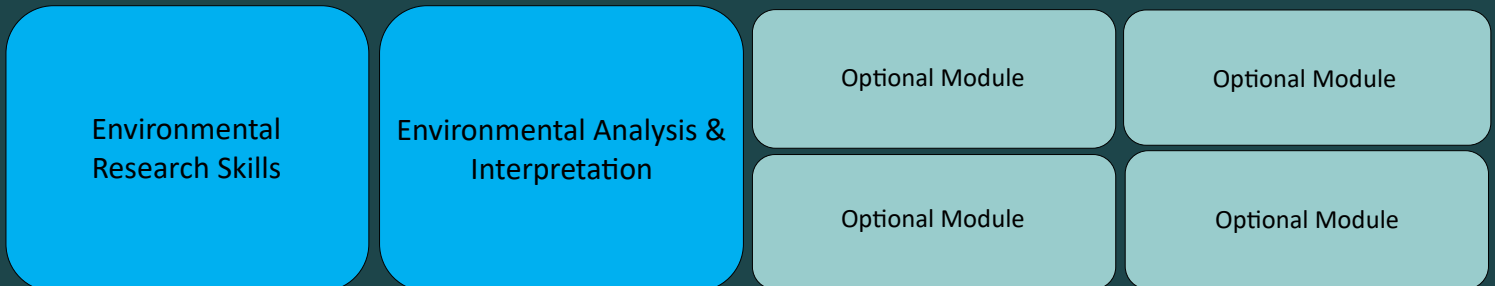 Environmental
Research Skills
Environmental Analysis &
Interpretation
Optional Module
Optional Module
Optional Module
Optional Module